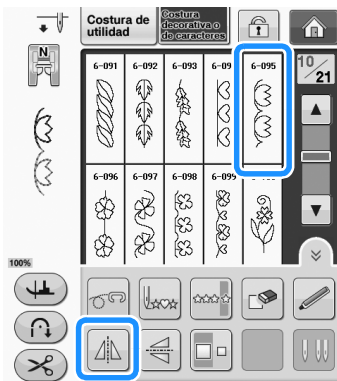 Costura de
utilidad
Costura
decorativa o
de caracteres
N
6-091
6-092
6-093
6-09
6-095
10/21
6-096
6-097
6-098
6-099
100%